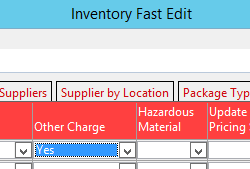 Inventory Fast Edit
Suppliers
Supplier by Location
Package Typ
Other Charge
Hazardous
Material
Update
Pricing
Yes